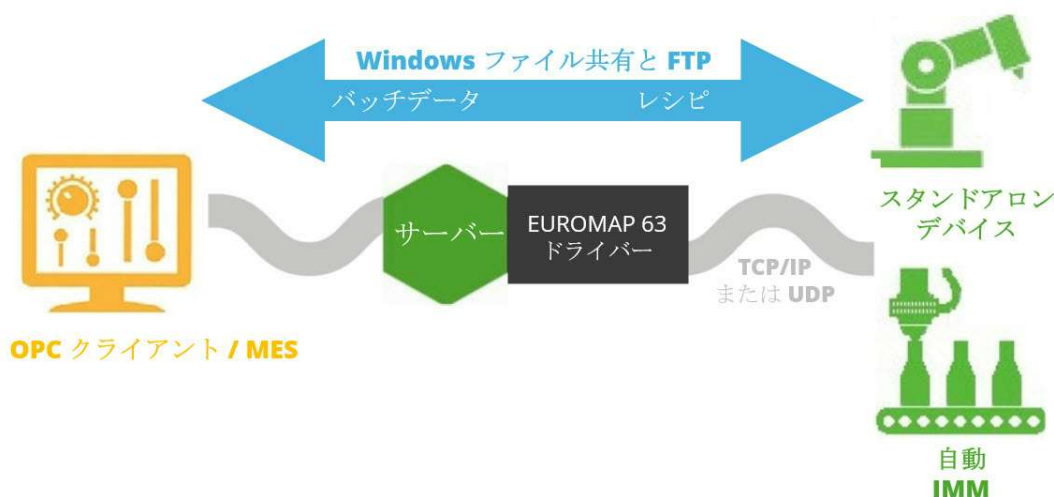 Windows ファイル共有と FTP
バッチデータ レシピ
サーバー
EUROMAP 63
ドライバー
TCP/IP
または UDP
スタンドアロン
デバイス
OPC クライアント / MES
自動
IMM